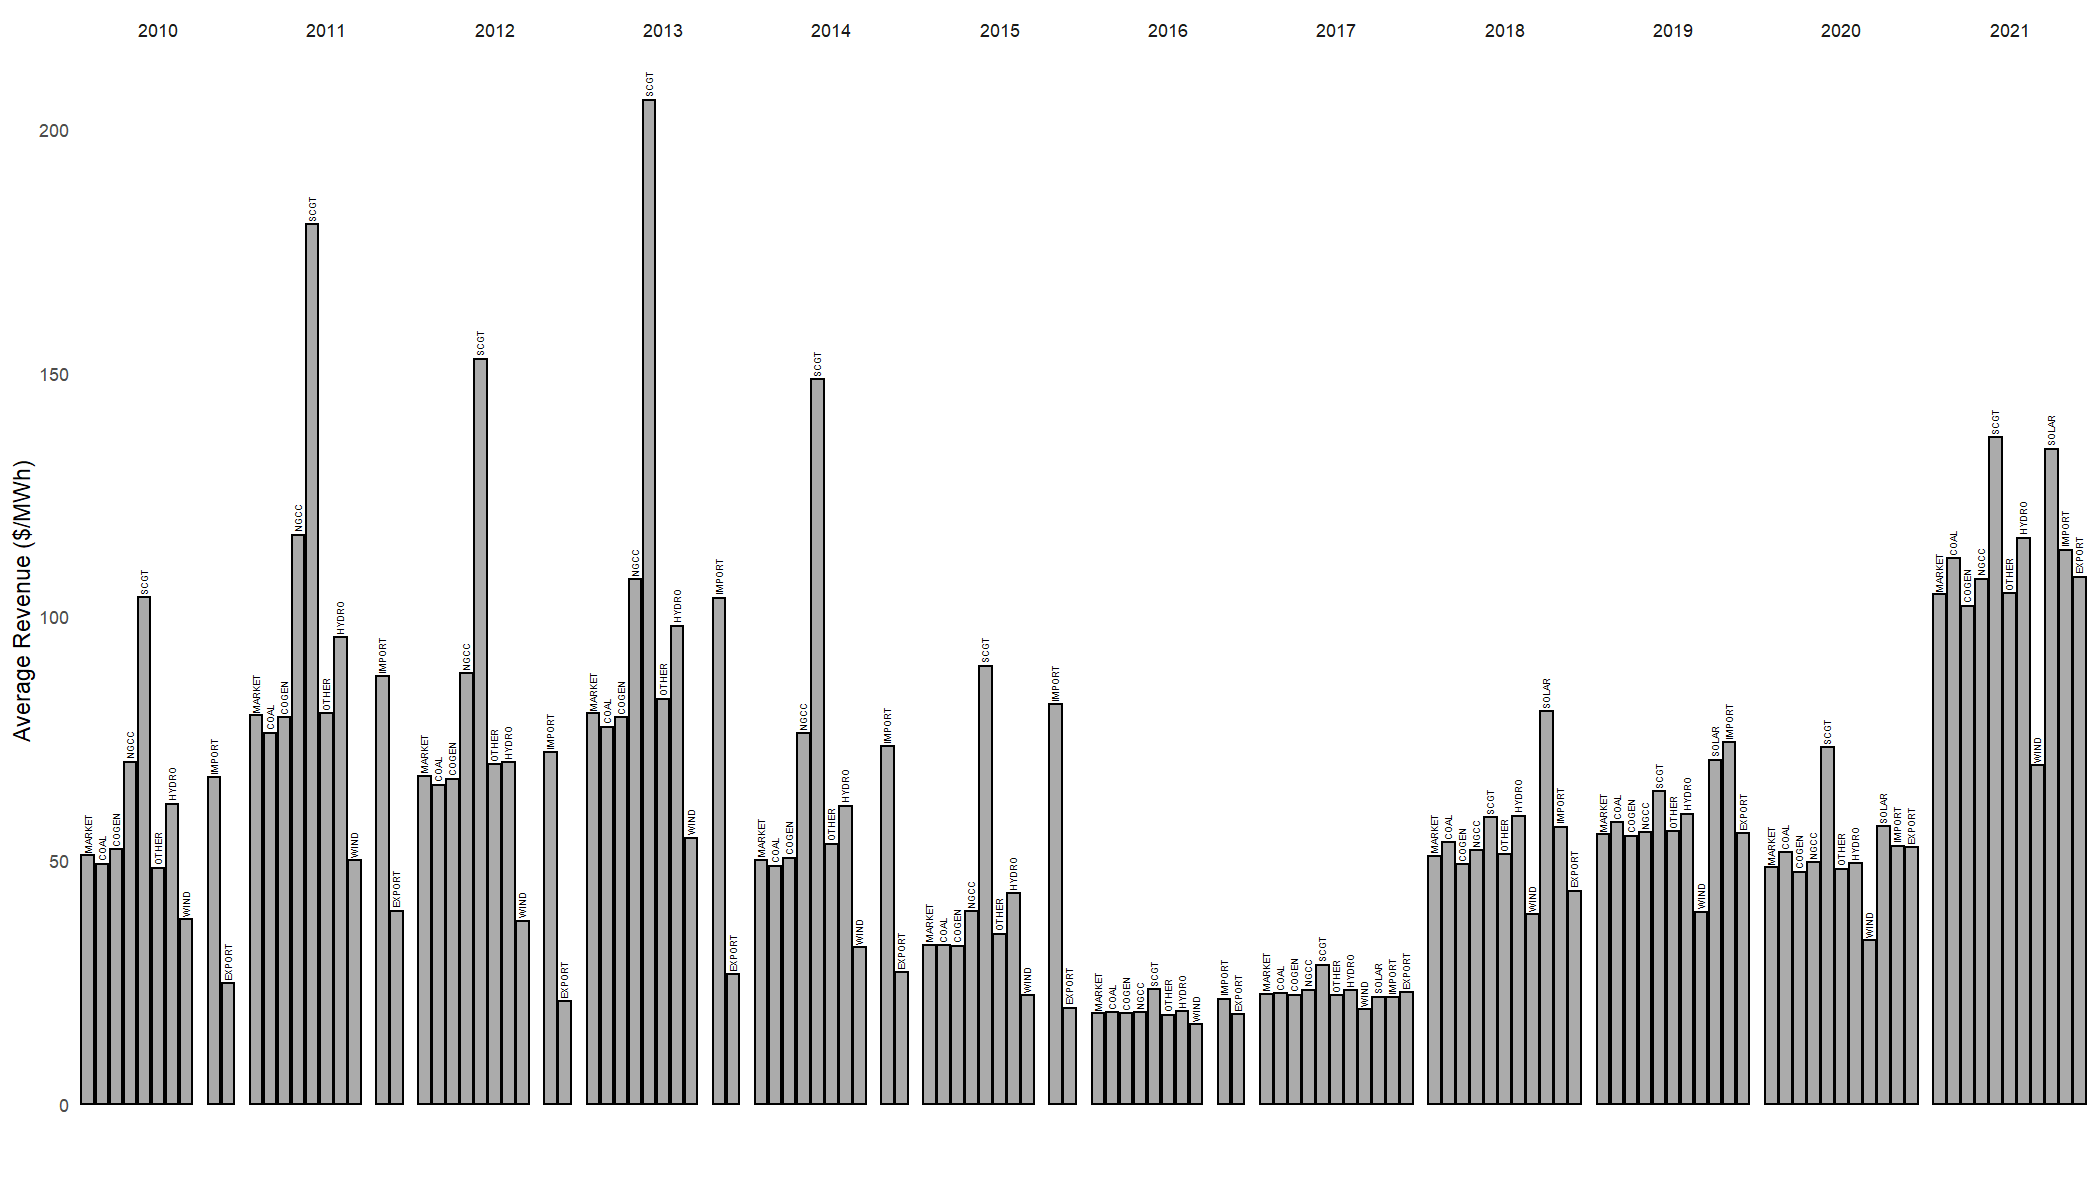 2010 2011 2012 2013 2014 2015 2016 2017 2018 2019 2020 2021
Average Revenue ($/MWh)
200
150
100
50
0
MARKET COAL COGEN NGCC SCGT OTHER HYDRO WIND IMPORT EXPORT
MARKET COAL COGEN NGCC SCGT OTHER HYDRO WIND IMPORT EXPORT
MARKET COAL COGEN NGCC SCGT OTHER HYDRO WIND IMPORT EXPORT
MARKET COAL COGEN NGCC SCGT OTHER HYDRO WIND IMPORT EXPORT
MARKET COAL COGEN NGCC SCGT OTHER HYDRO WIND IMPORT EXPORT
MARKET COAL COGEN NGCC SCGT OTHER HYDRO WIND IMPORT EXPORT
MARKET COAL COGEN NGCC SCGT OTHER HYDRO WIND IMPORT EXPORT
MARKET COAL COGEN NGCC SCGT OTHER HYDRO WIND SOLAR IMPORT EXPORT
MARKET COAL COGEN NGCC SCGT OTHER HYDRO WIND SOLAR IMPORT EXPORT
MARKET COAL COGEN NGCC SCGT OTHER HYDRO WIND SOLAR IMPORT EXPORT
MARKET COAL COGEN NGCC SCGT OTHER HYDRO WIND SOLAR IMPORT EXPORT
MARKET COAL COGEN NGCC SCGT OTHER HYDRO WIND SOLAR IMPORT EXPORT